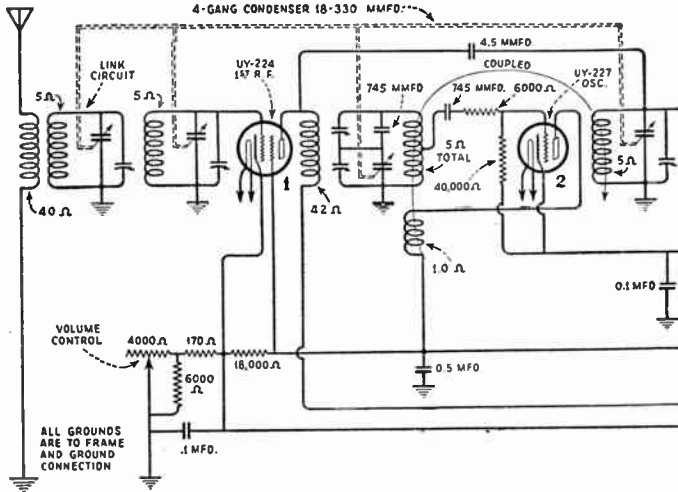 4-GANG CONDENSER 18-330 MMFD.
LINK
CIRCUIT
5Ω
5Ω
UY-224
1ST R.F.
4.5 MMFD
COUPLED
745 MMFD
745 MMFD.
6000Ω
UY-227
OSC.
5Ω
TOTAL
40,000Ω
5Ω
1
2
40Ω
42Ω
1.0Ω
0.1 MFD
VOLUME
CONTROL
4000Ω
170Ω
18,000Ω
6000
Ω
0.5 MFD
.1 MFD.
ALL GROUNDS
ARE TO FRAME
AND GROUND
CONNECTION